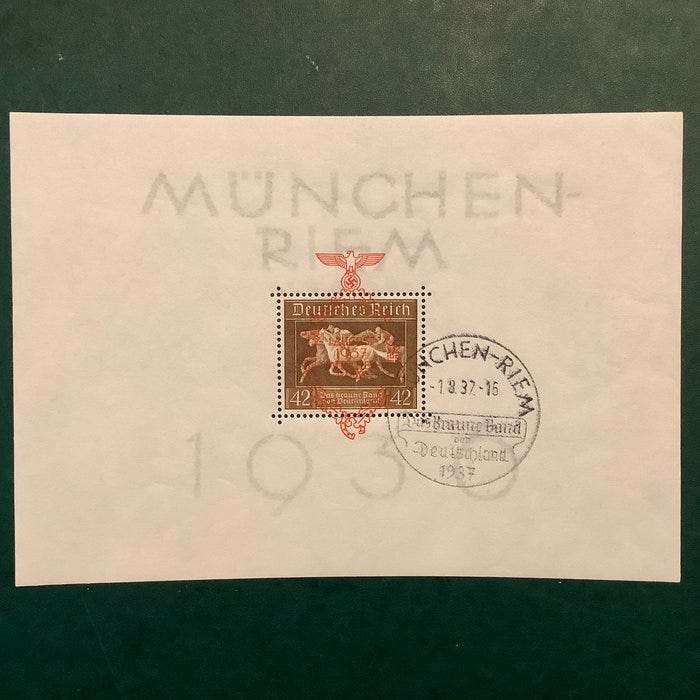 MÜNCHEN-
RIEM
Deutsches Reich
1937
42 Das braune Band 42
von Deutschland
MÜNCHEN-RIEM
-1.8.37.-16
Das Braune Band
von
Deutschland
1937
1936